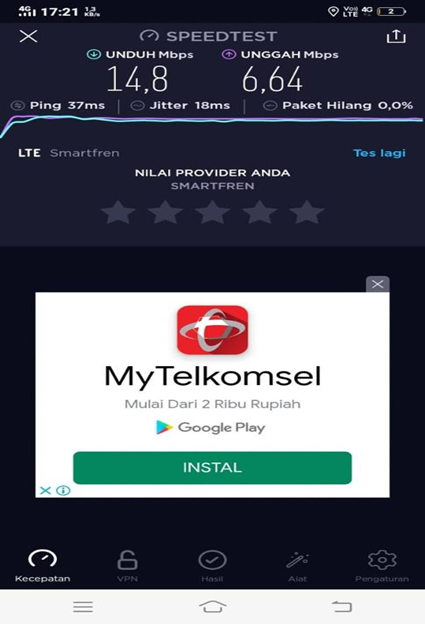 4G 17:21 1,3 KB/s Vo) LTE 4G 2
SPEEDTEST
UNDUH Mbps UNGGAH Mbps
14,8 6,64
Ping 37ms Jitter 18ms Paket Hilang 0,0%
LTE Smartfren Tes lagi
NILAI PROVIDER ANDA
SMARTFREN
MyTelkomsel
Mulai Dari 2 Ribu Rupiah
Google Play
INSTAL
Kecepatan VPN Hasil Alat Pengaturan